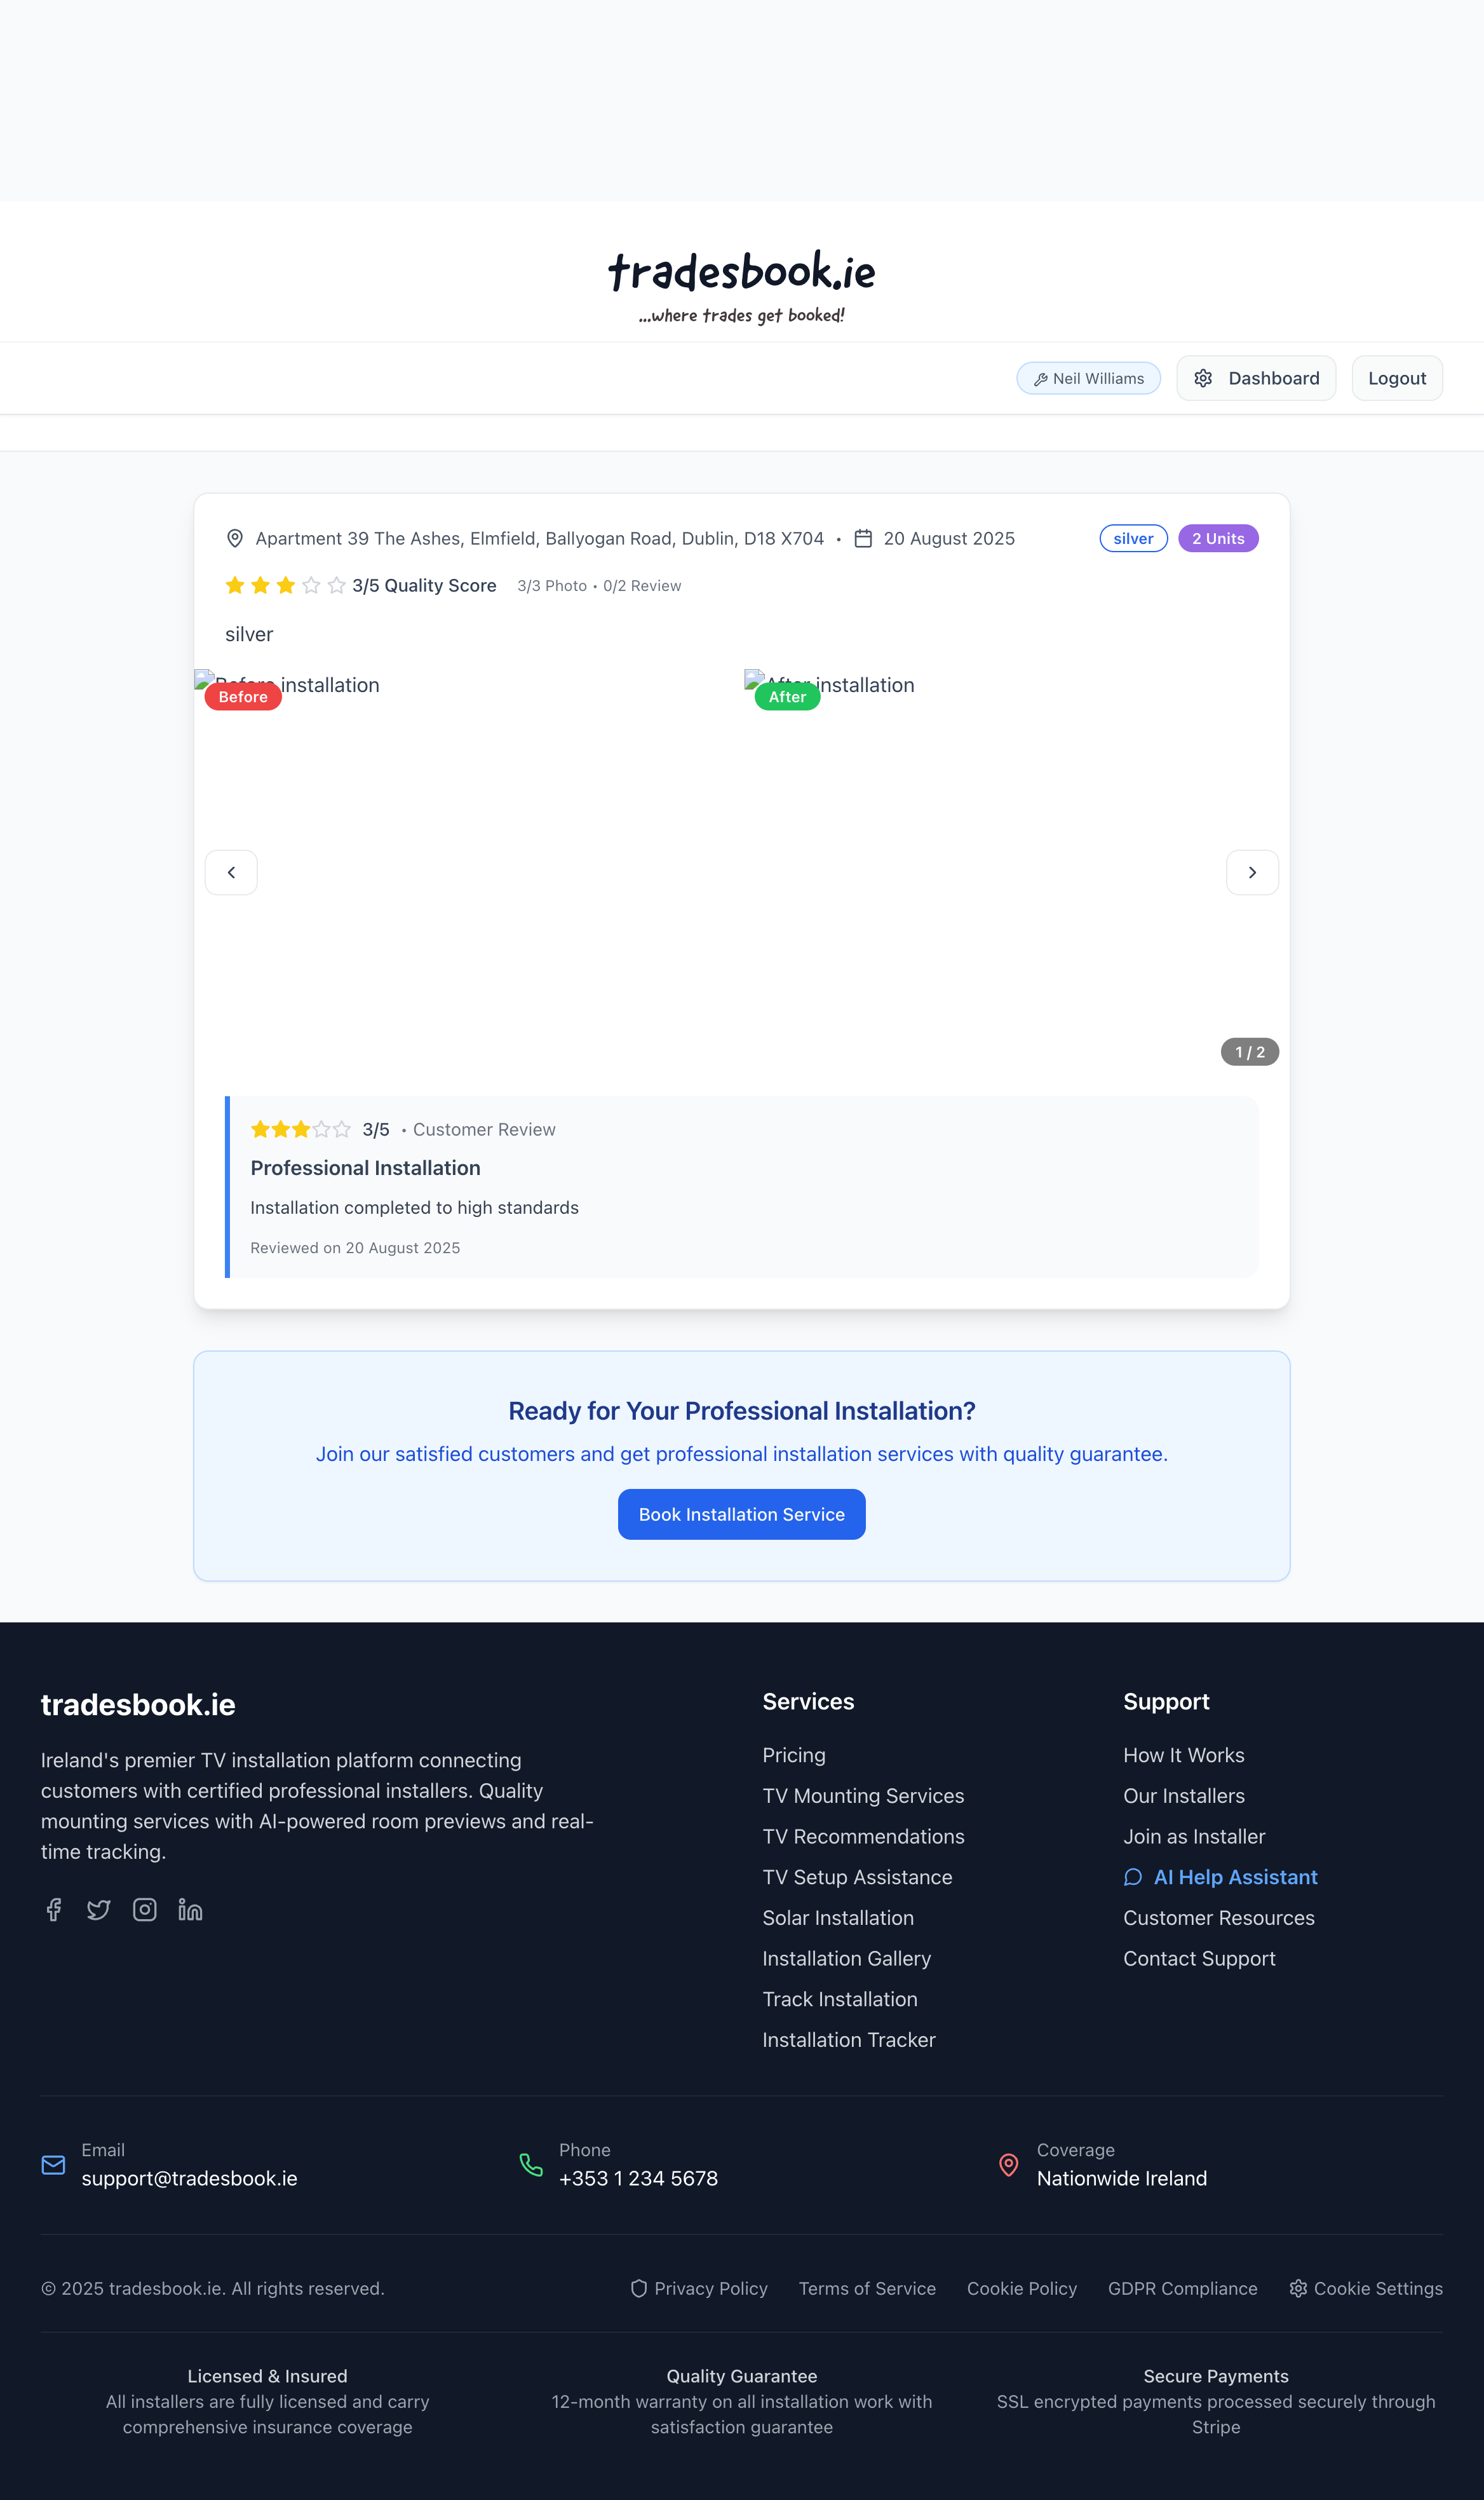 tradesbook.ie
...where trades get booked!
Neil Williams
Dashboard
Logout
Apartment 39 The Ashes, Elmfield, Ballyogan Road, Dublin, D18 X704 • 20 August 2025
silver
2 Units
3/5 Quality Score 3/3 Photo • 0/2 Review
silver
Before installation
Before
After installation
After
1 / 2
3/5 • Customer Review
Professional Installation
Installation completed to high standards
Reviewed on 20 August 2025
Ready for Your Professional Installation?
Join our satisfied customers and get professional installation services with quality guarantee.
Book Installation Service
tradesbook.ie
Ireland's premier TV installation platform connecting
customers with certified professional installers. Quality
mounting services with AI-powered room previews and real-
time tracking.
Services
Pricing
TV Mounting Services
TV Recommendations
TV Setup Assistance
Solar Installation
Installation Gallery
Track Installation
Installation Tracker
Support
How It Works
Our Installers
Join as Installer
AI Help Assistant
Customer Resources
Contact Support
Email
support@tradesbook.ie
Phone
+353 1 234 5678
Coverage
Nationwide Ireland
© 2025 tradesbook.ie. All rights reserved.
Privacy Policy
Terms of Service
Cookie Policy
GDPR Compliance
Cookie Settings
Licensed & Insured
All installers are fully licensed and carry
comprehensive insurance coverage
Quality Guarantee
12-month warranty on all installation work with
satisfaction guarantee
Secure Payments
SSL encrypted payments processed securely through
Stripe